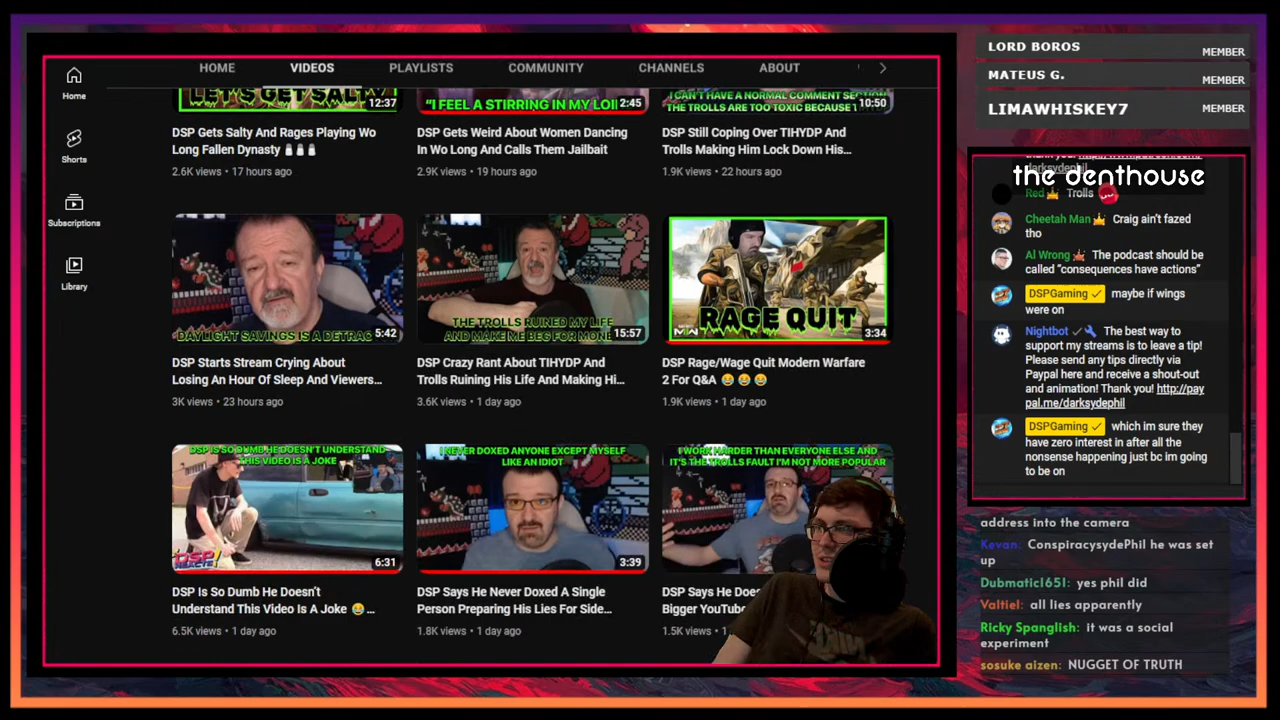 HOME VIDEOS PLAYLISTS COMMUNITY CHANNELS ABOUT
Home
Shorts
Subscriptions
Library
LET'S GET SALTY
12:37
DSP Gets Salty And Rages Playing Wo
Long Fallen Dynasty
2.6K views • 17 hours ago
"I FEEL A STIRRING IN MY LOI
2:45
DSP Gets Weird About Women Dancing
In Wo Long And Calls Them Jailbait
2.9K views • 19 hours ago
I CAN'T HAVE A NORMAL COMMENT SECTION
THE TROLLS ARE TOO TOXIC BECAUSE
10:50
DSP Still Coping Over TIHYDP And
Trolls Making Him Lock Down His...
1.9K views • 22 hours ago
DAYLIGHT SAVINGS IS A DETRAC
5:42
DSP Starts Stream Crying About
Losing An Hour Of Sleep And Viewers...
3K views • 23 hours ago
THE TROLLS RUINED MY LIFE
AND MAKE ME BEG FOR MONE
15:57
DSP Crazy Rant About TIHYDP And
Trolls Ruining His Life And Making Hi...
3.6K views • 1 day ago
RAGE QUIT
3:34
DSP Rage/Wage Quit Modern Warfare
2 For Q&A 😂 😂 😂
1.9K views • 1 day ago
DSP IS SO DUMB HE DOESN'T UNDERSTAND
THIS VIDEO IS A JOKE
DSP
REACTS!
6:31
DSP Is So Dumb He Doesn't
Understand This Video Is A Joke 😂 ...
6.5K views • 1 day ago
I NEVER DOXED ANYONE EXCEPT MYSELF
LIKE AN IDIOT
3:39
DSP Says He Never Doxed A Single
Person Preparing His Lies For Side...
1.8K views • 1 day ago
I WORK HARDER THAN EVERYONE ELSE AND
IT'S THE TROLLS FAULT I'M NOT MORE POPULAR
DSP Says He Does
Bigger YouTube
1.5K views • 1
LORD BOROS MEMBER
MATEUS G. MEMBER
LIMAWHISKEY7 MEMBER
darksydephil
the denthouse
Red Trolls
Cheetah Man Craig ain't fazed
tho
Al Wrong The podcast should be
called "consequences have actions"
DSPGaming ✓ maybe if wings
were on
Nightbot ✓ The best way to
support my streams is to leave a tip!
Please send any tips directly via
Paypal here and receive a shout-out
and animation! Thank you! http://pay
pal.me/darksydephil
DSPGaming ✓ which im sure they
have zero interest in after all the
nonsense happening just bc im going
to be on
address into the camera
Kevan: ConspiracysydePhil he was set
up
Dubmatic1651: yes phil did
Valtiel: all lies apparently
Ricky Spanglish: it was a social
experiment
sosuke aizen: NUGGET OF TRUTH